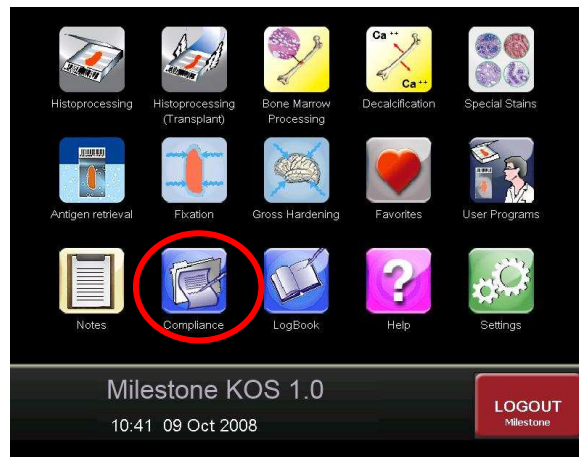 Ca ++
Ca ++
Histoprocessing
Histoprocessing
(Transplant)
Bone Marrow
Processing
Decalcification
Special Stains
Antigen retrieval
Fixation
Gross Hardening
Favorites
User Programs
?
Notes
Compliance
LogBook
Help
Settings
Milestone KOS 1.0
10:41 09 Oct 2008
LOGOUT
Milestone